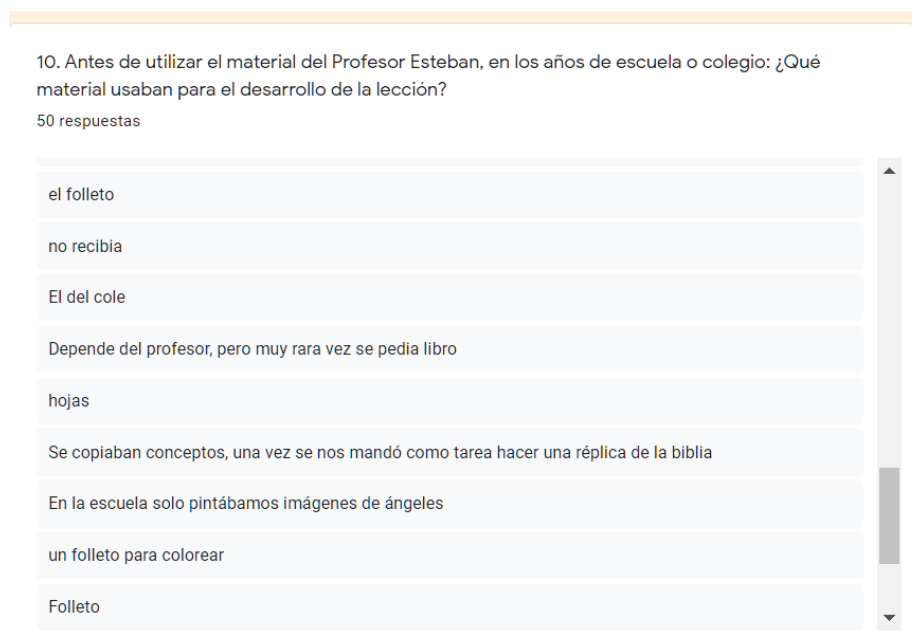 10. Antes de utilizar el material del Profesor Esteban, en los años de escuela o colegio: ¿Qué
material usaban para el desarrollo de la lección?
50 respuestas
el folleto
no recibia
El del cole
Depende del profesor, pero muy rara vez se pedia libro
hojas
Se copiaban conceptos, una vez se nos mandó como tarea hacer una réplica de la biblia
En la escuela solo pintábamos imágenes de ángeles
un folleto para colorear
Folleto